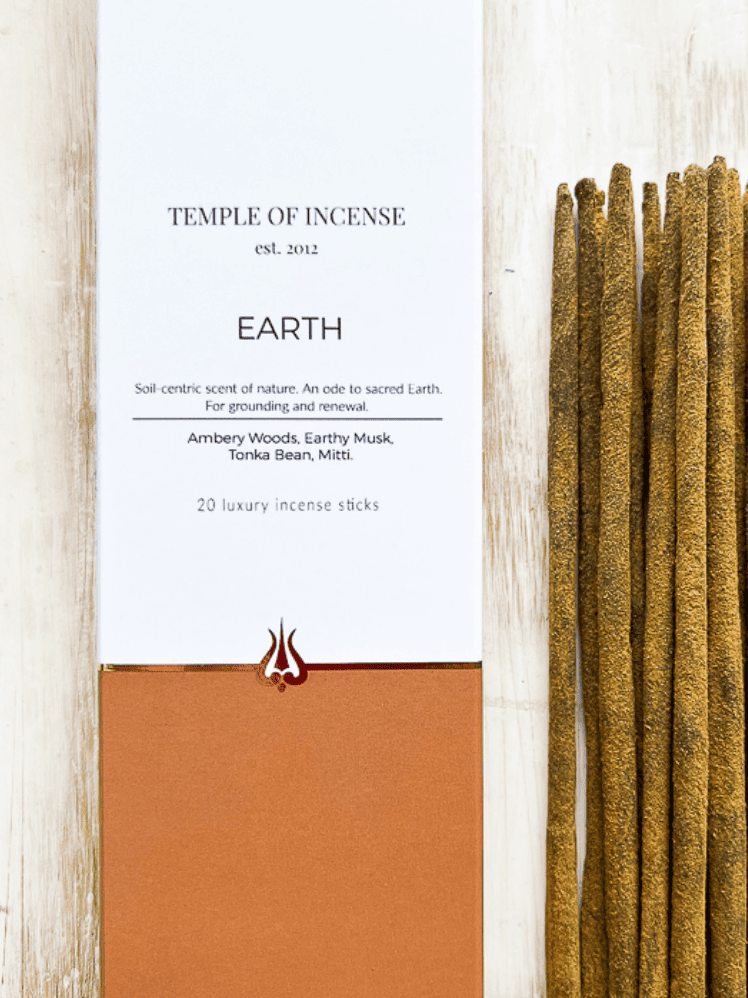 TEMPLE OF INCENSE
est. 2012
EARTH
Soil-centric scent of nature. An ode to sacred Earth.
For grounding and renewal.
Ambery Woods, Earthy Musk,
Tonka Bean, Mitti.
20 luxury incense sticks